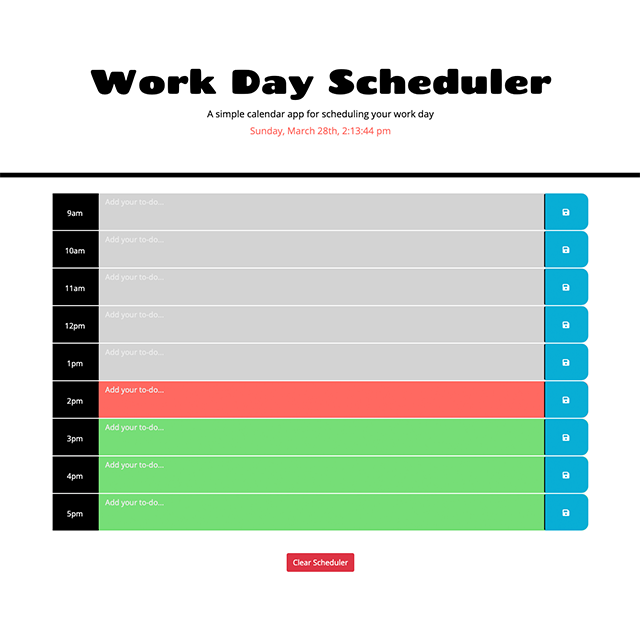 Work Day Scheduler
A simple calendar app for scheduling your work day
Sunday, March 28th, 2:13:44 pm
Add your to-do...
9am
Add your to-do...
10am
Add your to-do...
11am
Add your to-do...
12pm
Add your to-do...
1pm
Add your to-do...
2pm
Add your to-do...
3pm
Add your to-do...
4pm
Add your to-do...
5pm
Clear Scheduler